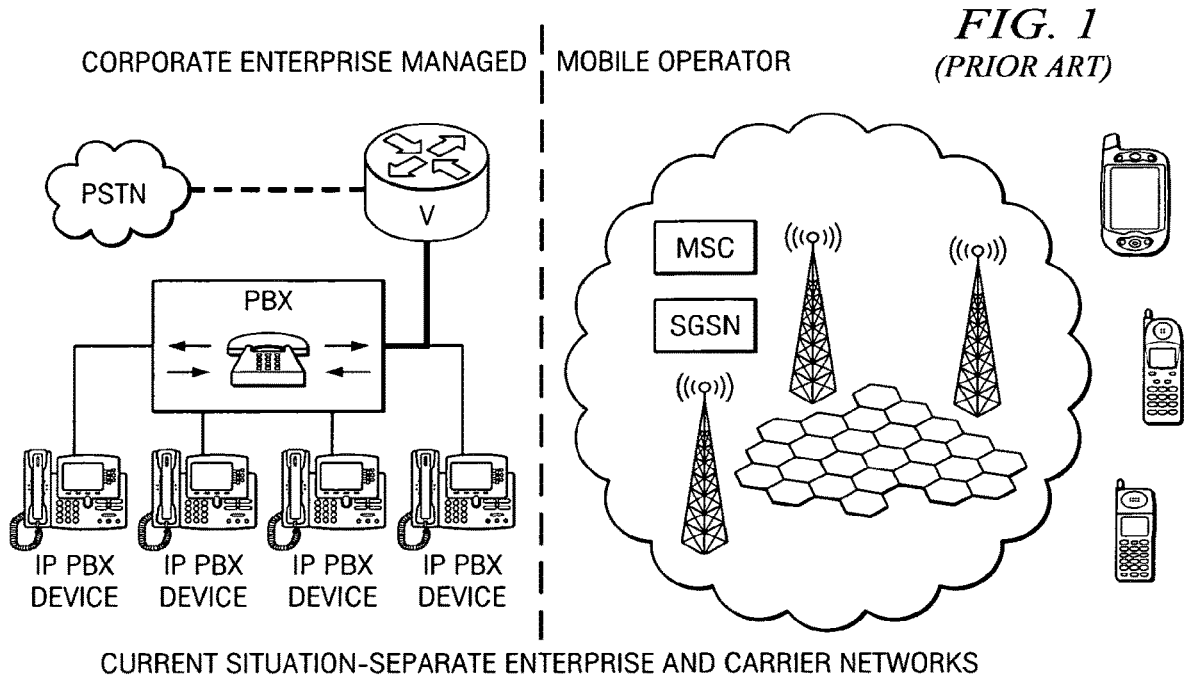 FIG. 1
(PRIOR ART)
CORPORATE ENTERPRISE MANAGED
MOBILE OPERATOR
PSTN
V
MSC
PBX
SGSN
IP PBX IP PBX IP PBX IP PBX
DEVICE DEVICE DEVICE DEVICE
CURRENT SITUATION-SEPARATE ENTERPRISE AND CARRIER NETWORKS